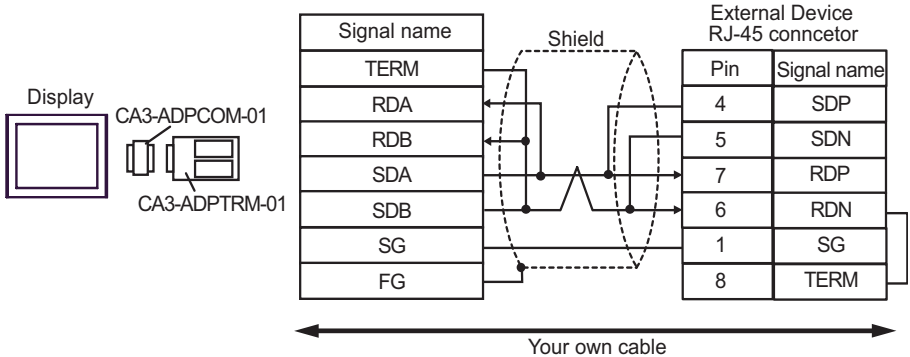 Display
CA3-ADPCOM-01
CA3-ADPTRM-01
Signal name
TERM
RDA
RDB
SDA
SDB
SG
FG
Shield
External Device
RJ-45 conncetor
Pin Signal name
4 SDP
5 SDN
7 RDP
6 RDN
1 SG
8 TERM
Your own cable